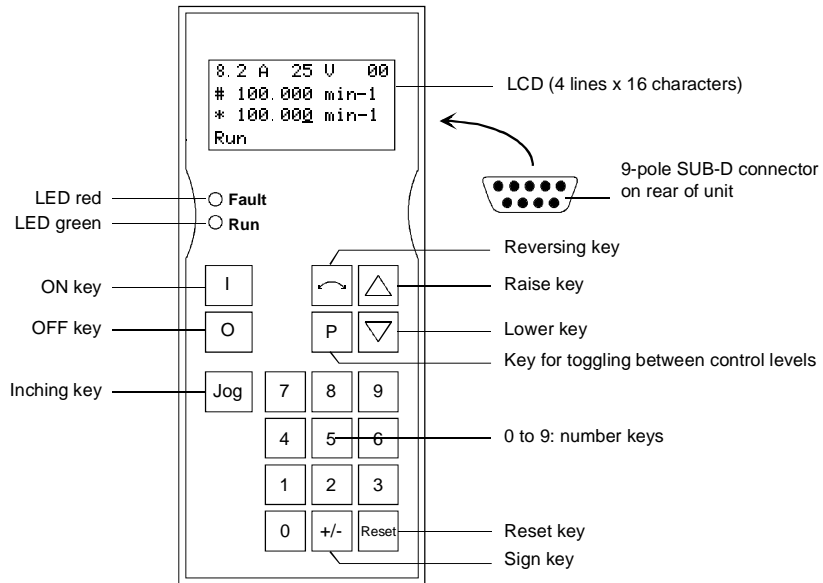 8.2 A 25 V 00
# 100.000 min-1
* 100.000 min-1
Run
LCD (4 lines x 16 characters)
9-pole SUB-D connector
on rear of unit
LED red
Fault
LED green
Run
Reversing key
ON key
I
Raise key
OFF key
O
P
Lower key
Key for toggling between control levels
Inching key
Jog
7
8
9
4
5
6
0 to 9: number keys
1
2
3
0
+/-
Reset
Reset key
Sign key